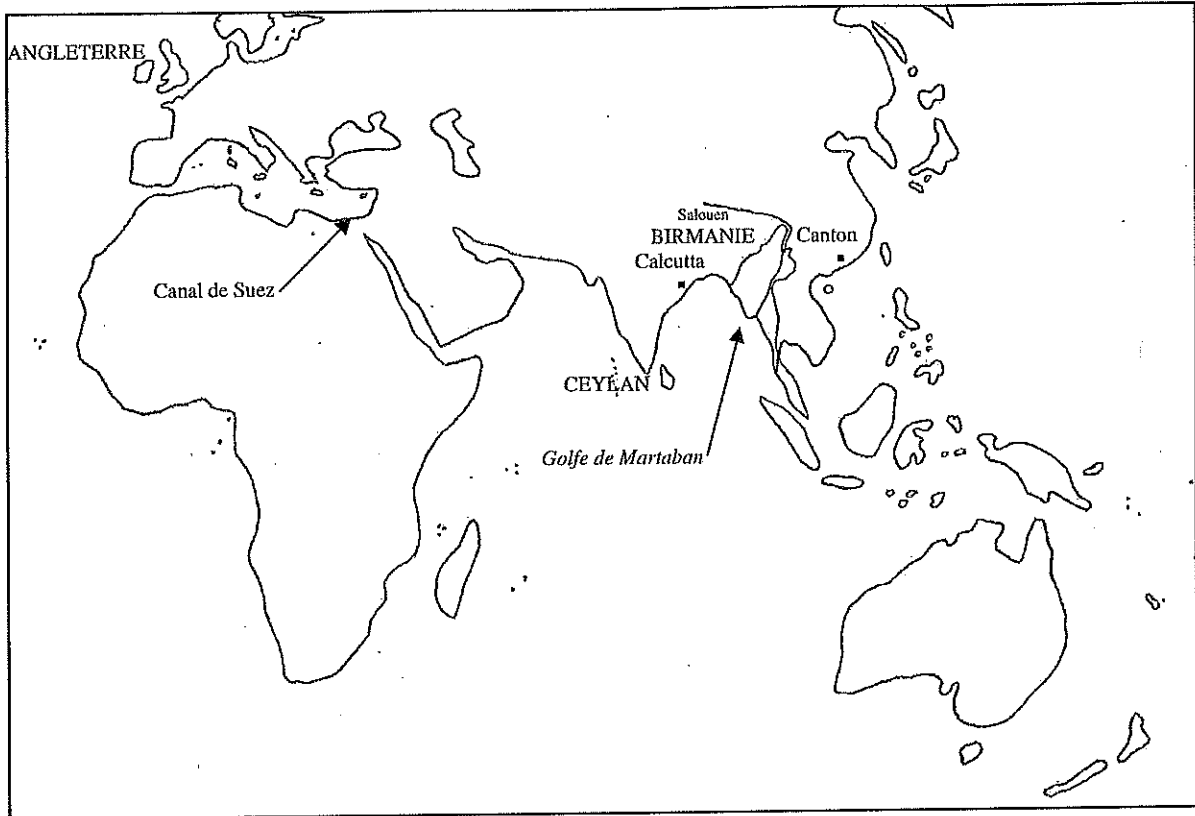 ANGLETERRE
Salouen
BIRMANIE
Canton
Calcutta
Canal de Suez
CEYLAN
Golfe de Martaban